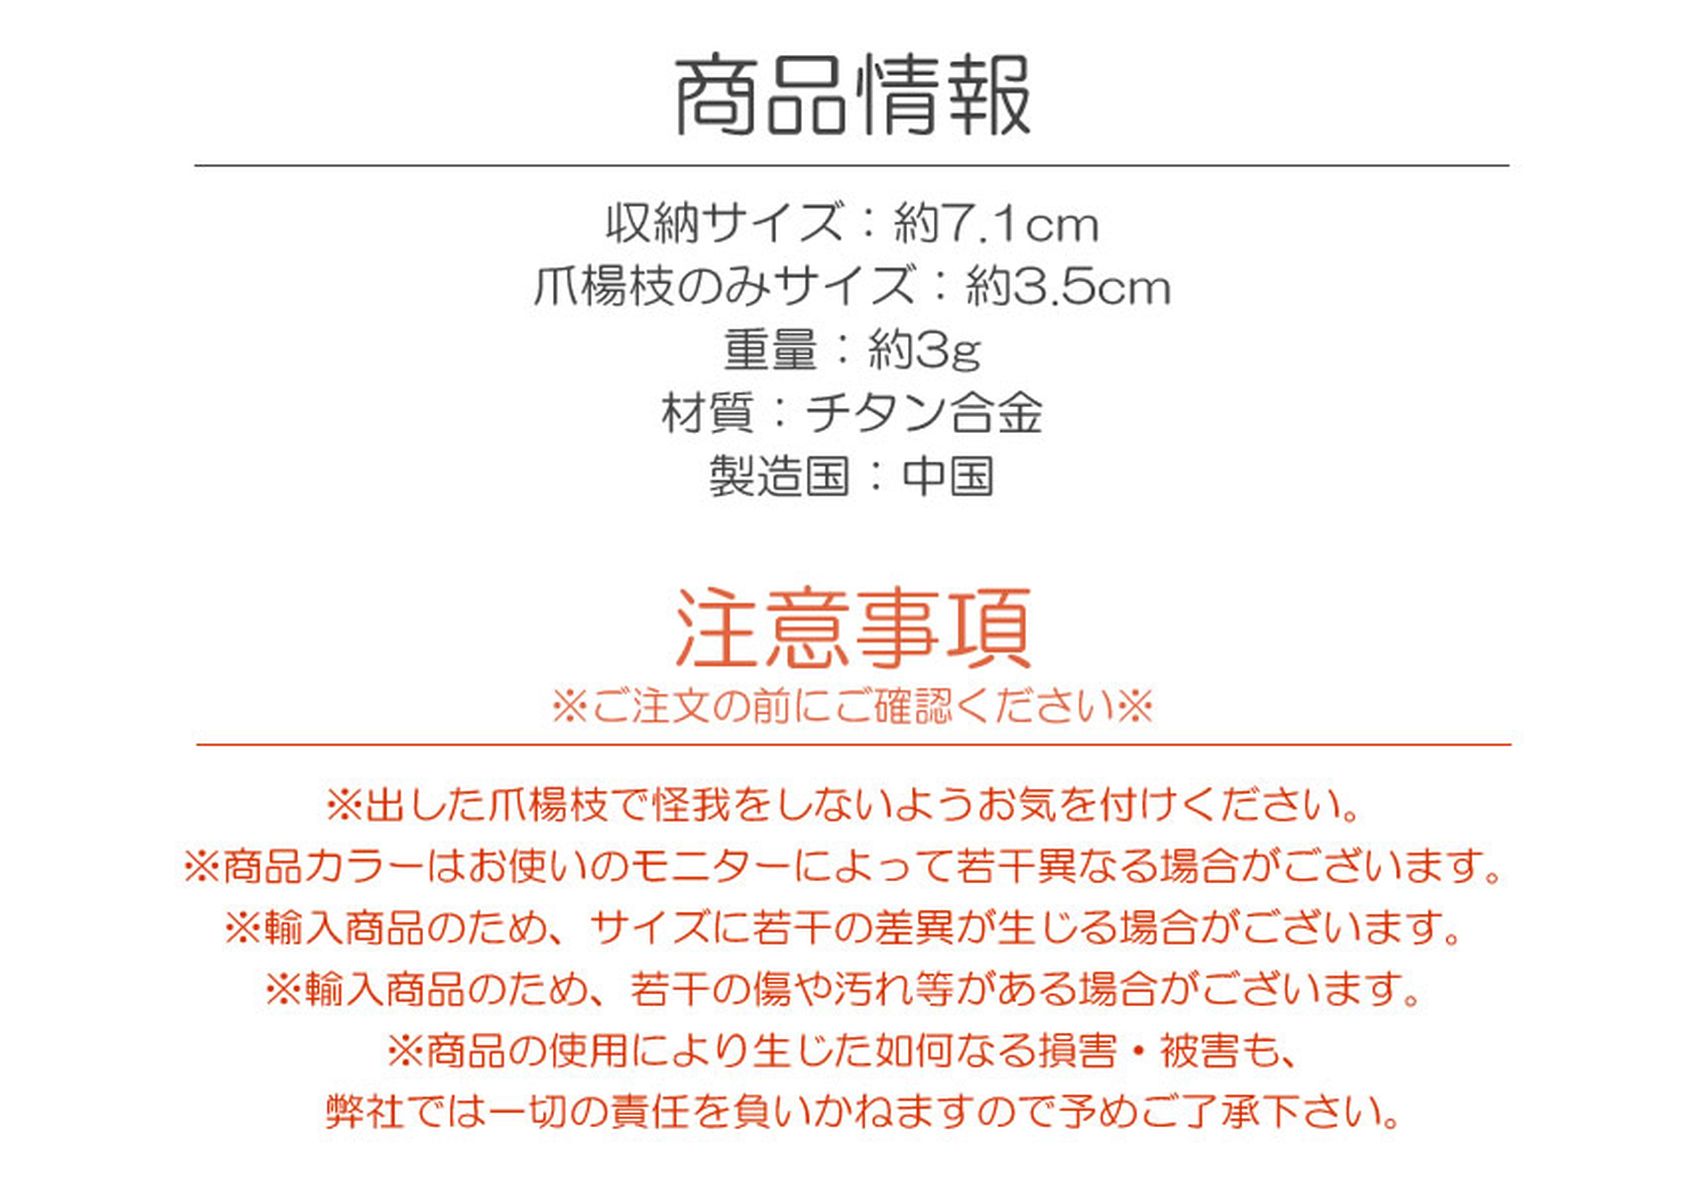 商品情報
収納サイズ：約7.1cm
爪楊枝のみサイズ：約3.5cm
重量：約3g
材質：チタン合金
製造国：中国
注意事項
※ご注文の前にご確認ください※
※出した爪楊枝で怪我をしないようお気を付けください。
※商品カラーはお使いのモニターによって若干異なる場合がございます。
※輸入商品のため、サイズに若干の差異が生じる場合がございます。
※輸入商品のため、若干の傷や汚れ等がある場合がございます。
※商品の使用により生じた如何なる損害・被害も、
弊社では一切の責任を負いかねますので予めご了承下さい。